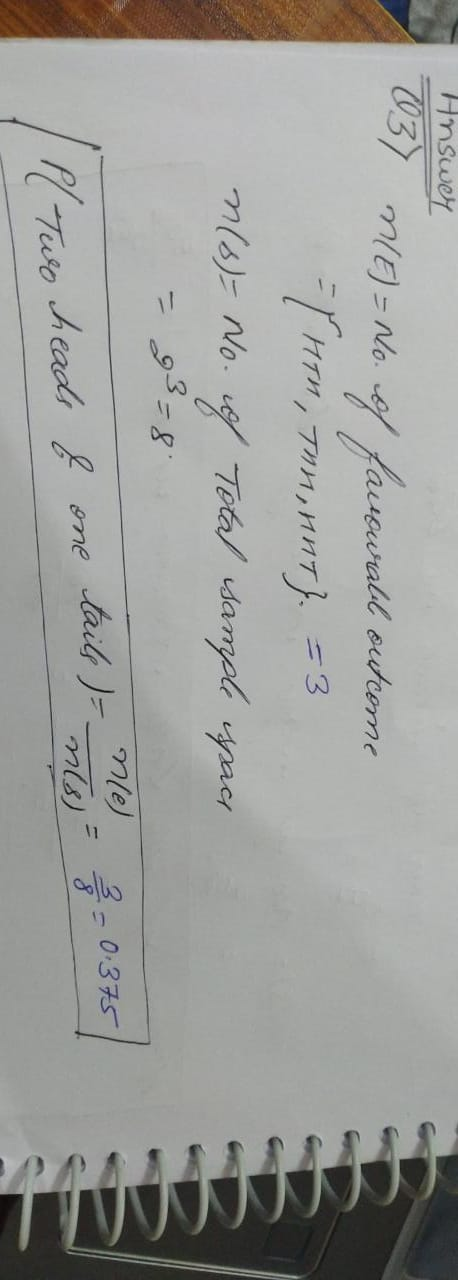 Answer
03>
n(E) = No. of favourable outcome
= { HTH, THH, HHT }. = 3
n(s) = No. of Total sample space
= 2³ = 8.
P( Two heads & one tails ) = n(e)/n(s) = 3/8 = 0.375